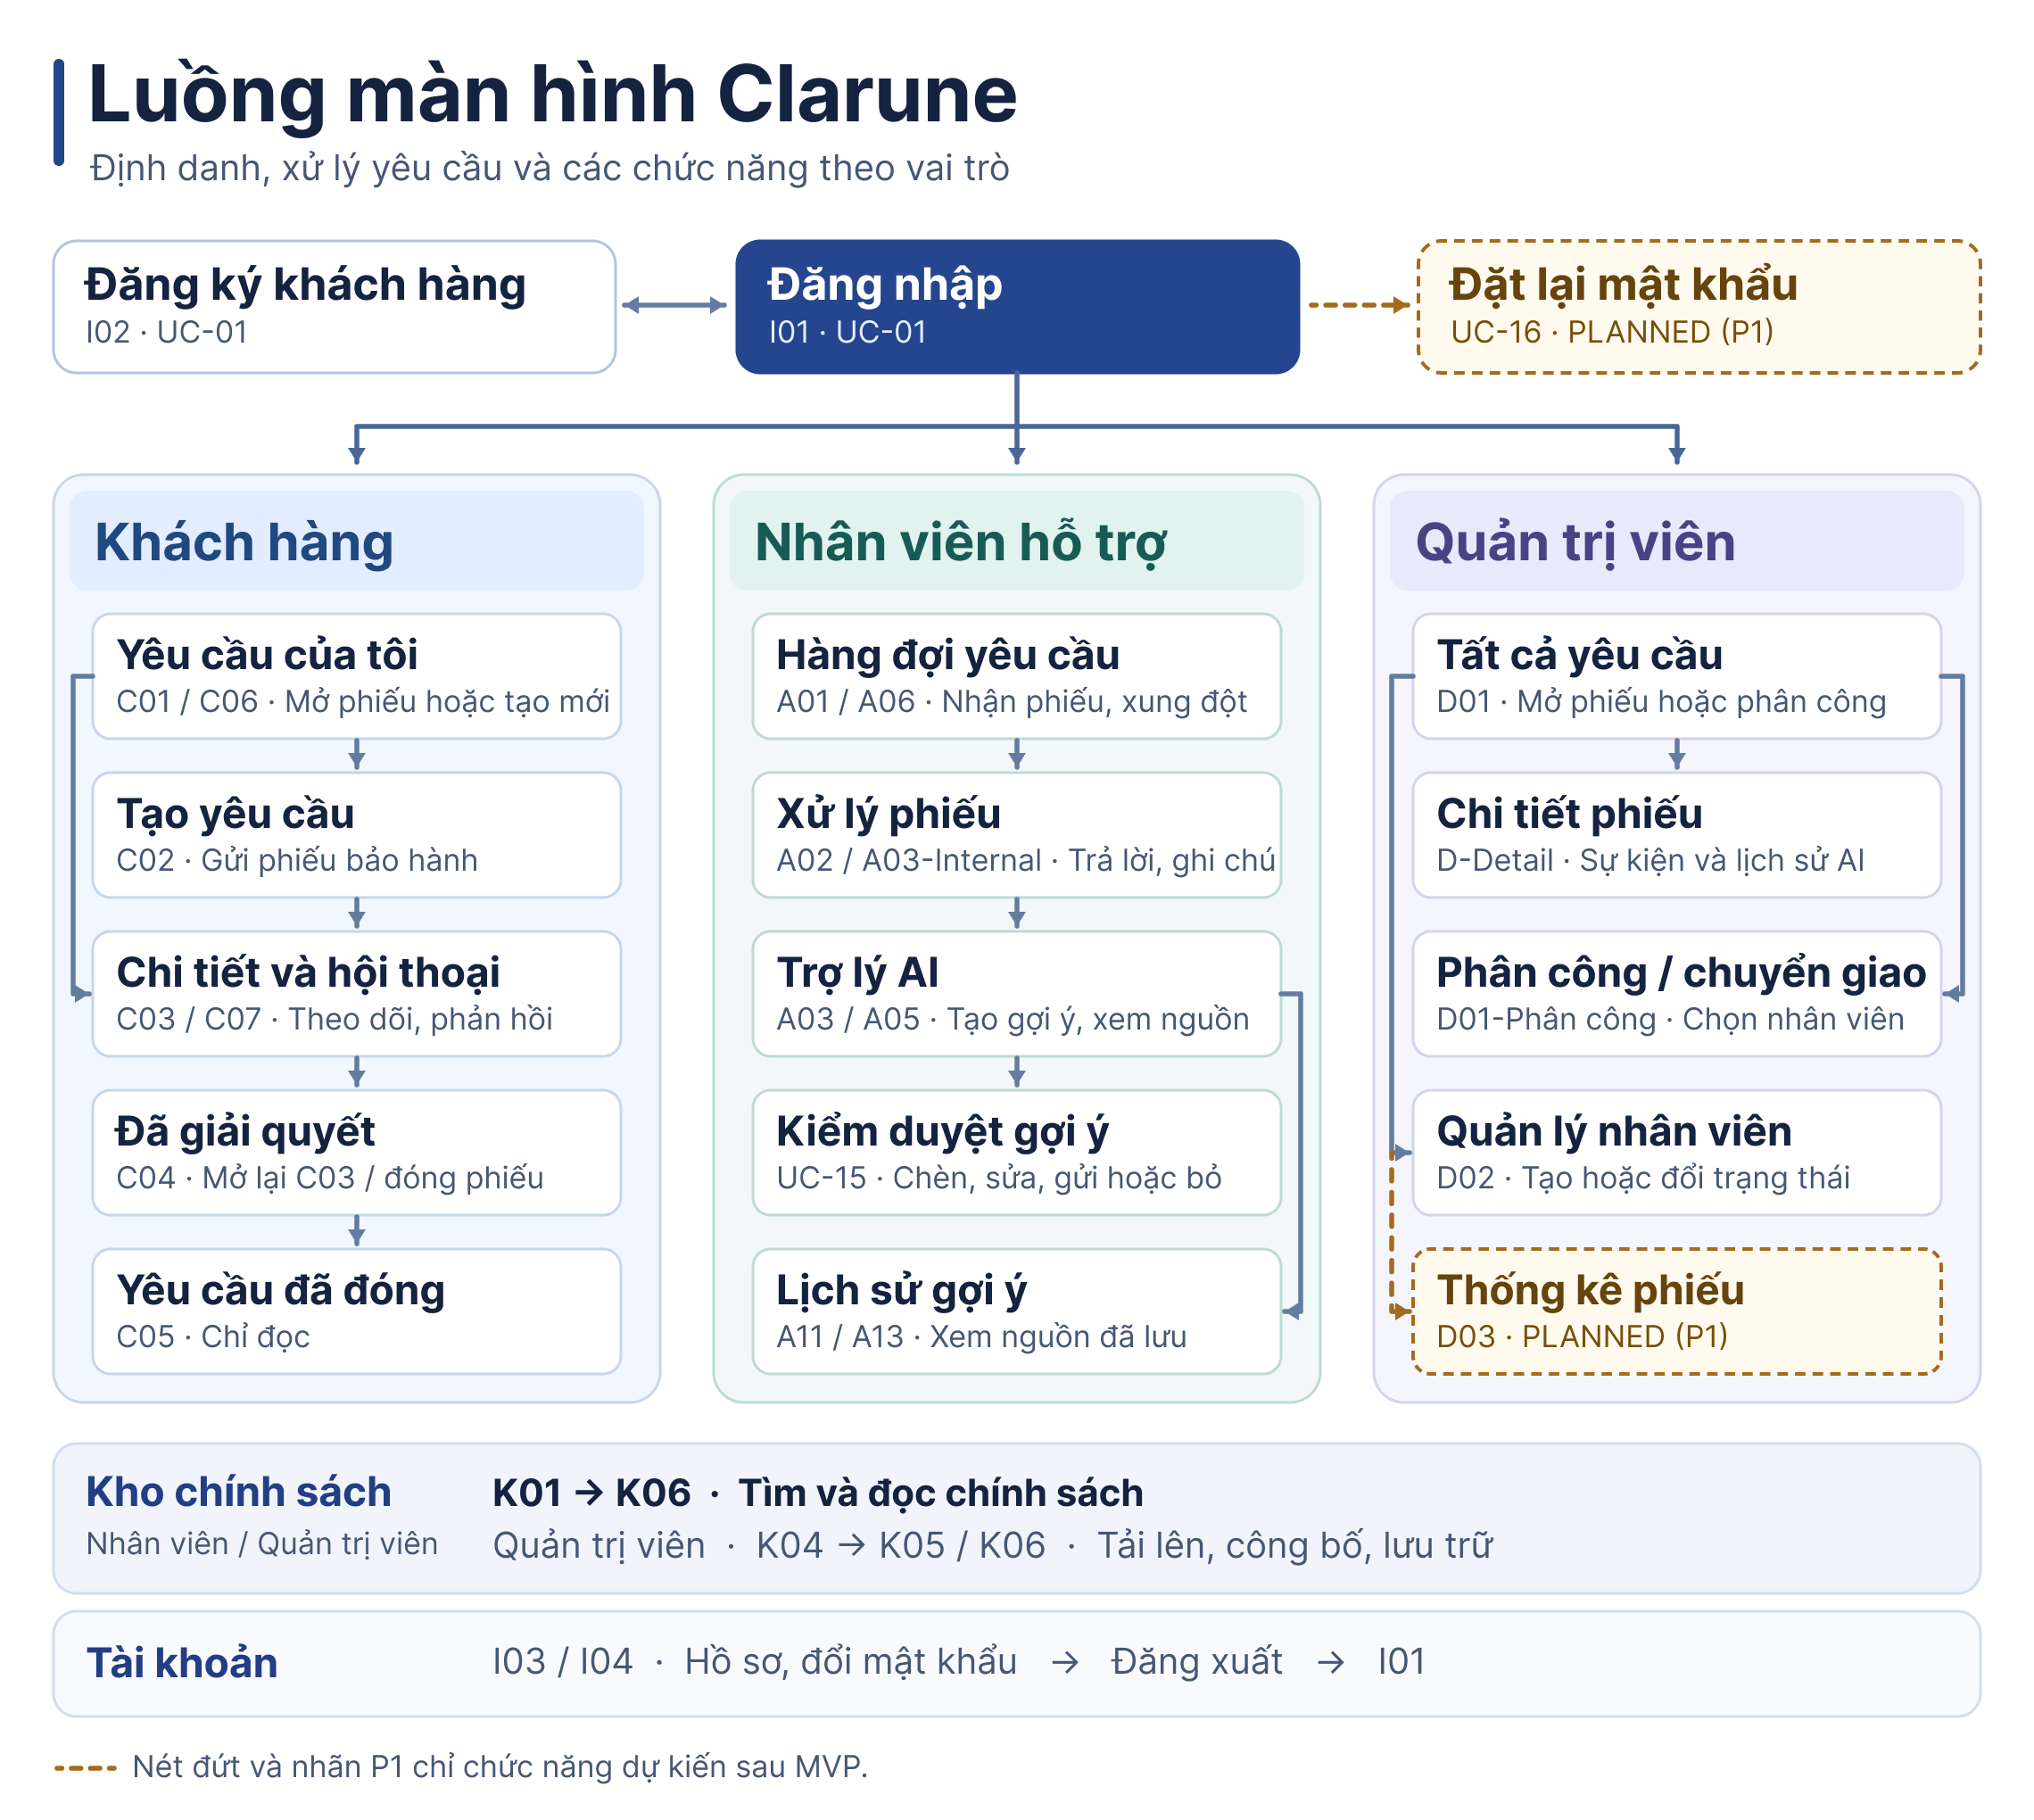 Luồng màn hình Clarune
Định danh, xử lý yêu cầu và các chức năng theo vai trò
Đăng ký khách hàng
I02 · UC-01
Đăng nhập
I01 · UC-01
Đặt lại mật khẩu
UC-16 · PLANNED (P1)
Khách hàng
Yêu cầu của tôi
C01 / C06 · Mở phiếu hoặc tạo mới
Tạo yêu cầu
C02 · Gửi phiếu bảo hành
Chi tiết và hội thoại
C03 / C07 · Theo dõi, phản hồi
Đã giải quyết
C04 · Mở lại C03 / đóng phiếu
Yêu cầu đã đóng
C05 · Chỉ đọc
Nhân viên hỗ trợ
Hàng đợi yêu cầu
A01 / A06 · Nhận phiếu, xung đột
Xử lý phiếu
A02 / A03-Internal · Trả lời, ghi chú
Trợ lý AI
A03 / A05 · Tạo gợi ý, xem nguồn
Kiểm duyệt gợi ý
UC-15 · Chèn, sửa, gửi hoặc bỏ
Lịch sử gợi ý
A11 / A13 · Xem nguồn đã lưu
Quản trị viên
Tất cả yêu cầu
D01 · Mở phiếu hoặc phân công
Chi tiết phiếu
D-Detail · Sự kiện và lịch sử AI
Phân công / chuyển giao
D01-Phân công · Chọn nhân viên
Quản lý nhân viên
D02 · Tạo hoặc đổi trạng thái
Thống kê phiếu
D03 · PLANNED (P1)
Kho chính sách
Nhân viên / Quản trị viên
K01 → K06 · Tìm và đọc chính sách
Quản trị viên · K04 → K05 / K06 · Tải lên, công bố, lưu trữ
Tài khoản
I03 / I04 · Hồ sơ, đổi mật khẩu → Đăng xuất → I01
Nét đứt và nhãn P1 chỉ chức năng dự kiến sau MVP.